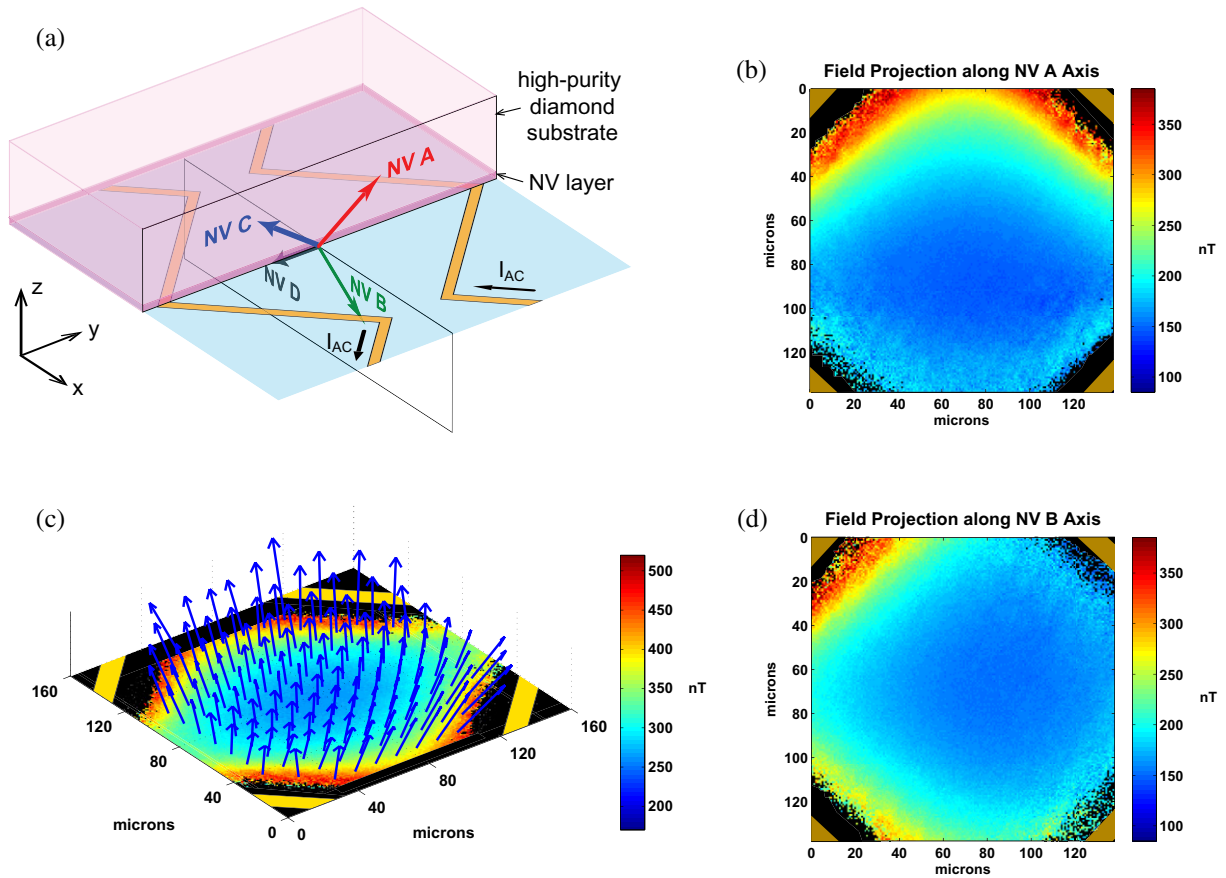 (a)
high-purity
diamond
substrate
NV layer
NV A
NV C
NV D
NV B
I_AC
I_AC
z
y
x
(b)
Field Projection along NV A Axis
0
20
40
60
80
100
120
microns
0 20 40 60 80 100 120
microns
350
300
250
200
150
100
nT
(c)
160
120
80
40
0
microns
0
40
80
120
160
microns
500
450
400
350
300
250
200
nT
(d)
Field Projection along NV B Axis
0
20
40
60
80
100
120
microns
0 20 40 60 80 100 120
microns
350
300
250
200
150
100
nT